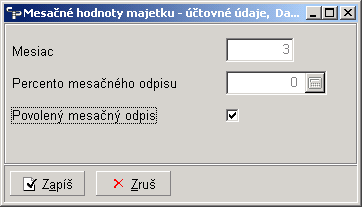 Mesačné hodnoty majetku - účtovné údaje, Da...
Mesiac 3
Percento mesačného odpisu 0
Povolený mesačný odpis
Zapíš Zruš